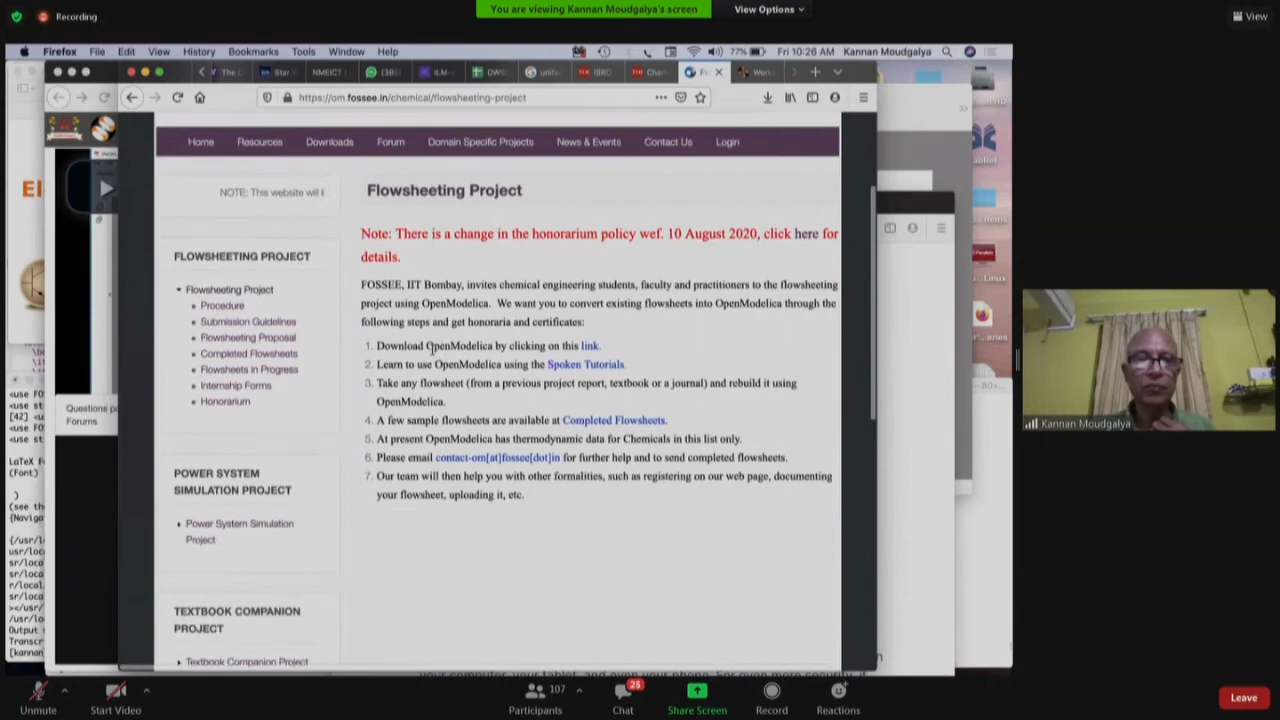 Recording
You are viewing Kannan Moudgalya's screen
View Options
View
Firefox File Edit View History Bookmarks Tools Window Help
77% Fri 10:26 AM Kannan Moudgalya
https://om.fossee.in/chemical/flowsheeting-project
Home Resources Downloads Forum Domain Specific Projects News & Events Contact Us Login
NOTE: This website will
Flowsheeting Project
Note: There is a change in the honorarium policy wef. 10 August 2020, click here for
details.
FLOWSHEETING PROJECT
Flowsheeting Project
Procedure
Submission Guidelines
Flowsheeting Proposal
Completed Flowsheets
Flowsheets in Progress
Internship Forms
Honorarium
FOSSEE, IIT Bombay, invites chemical engineering students, faculty and practitioners to the flowsheeting
project using OpenModelica. We want you to convert existing flowsheets into OpenModelica through the
following steps and get honoraria and certificates:
1. Download OpenModelica by clicking on this link.
2. Learn to use OpenModelica using the Spoken Tutorials.
3. Take any flowsheet (from a previous project report, textbook or a journal) and rebuild it using
OpenModelica.
4. A few sample flowsheets are available at Completed Flowsheets.
5. At present OpenModelica has thermodynamic data for Chemicals in this list only.
6. Please email contact-om[at]fossee[dot]in for further help and to send completed flowsheets.
7. Our team will then help you with other formalities, such as registering on our web page, documenting
your flowsheet, uploading it, etc.
POWER SYSTEM
SIMULATION PROJECT
Power System Simulation
Project
TEXTBOOK COMPANION
PROJECT
Textbook Companion Project
Forums
Kannan Moudgalya
Unmute
Start Video
107
Participants
25
Chat
Share Screen
Record
Reactions
Leave